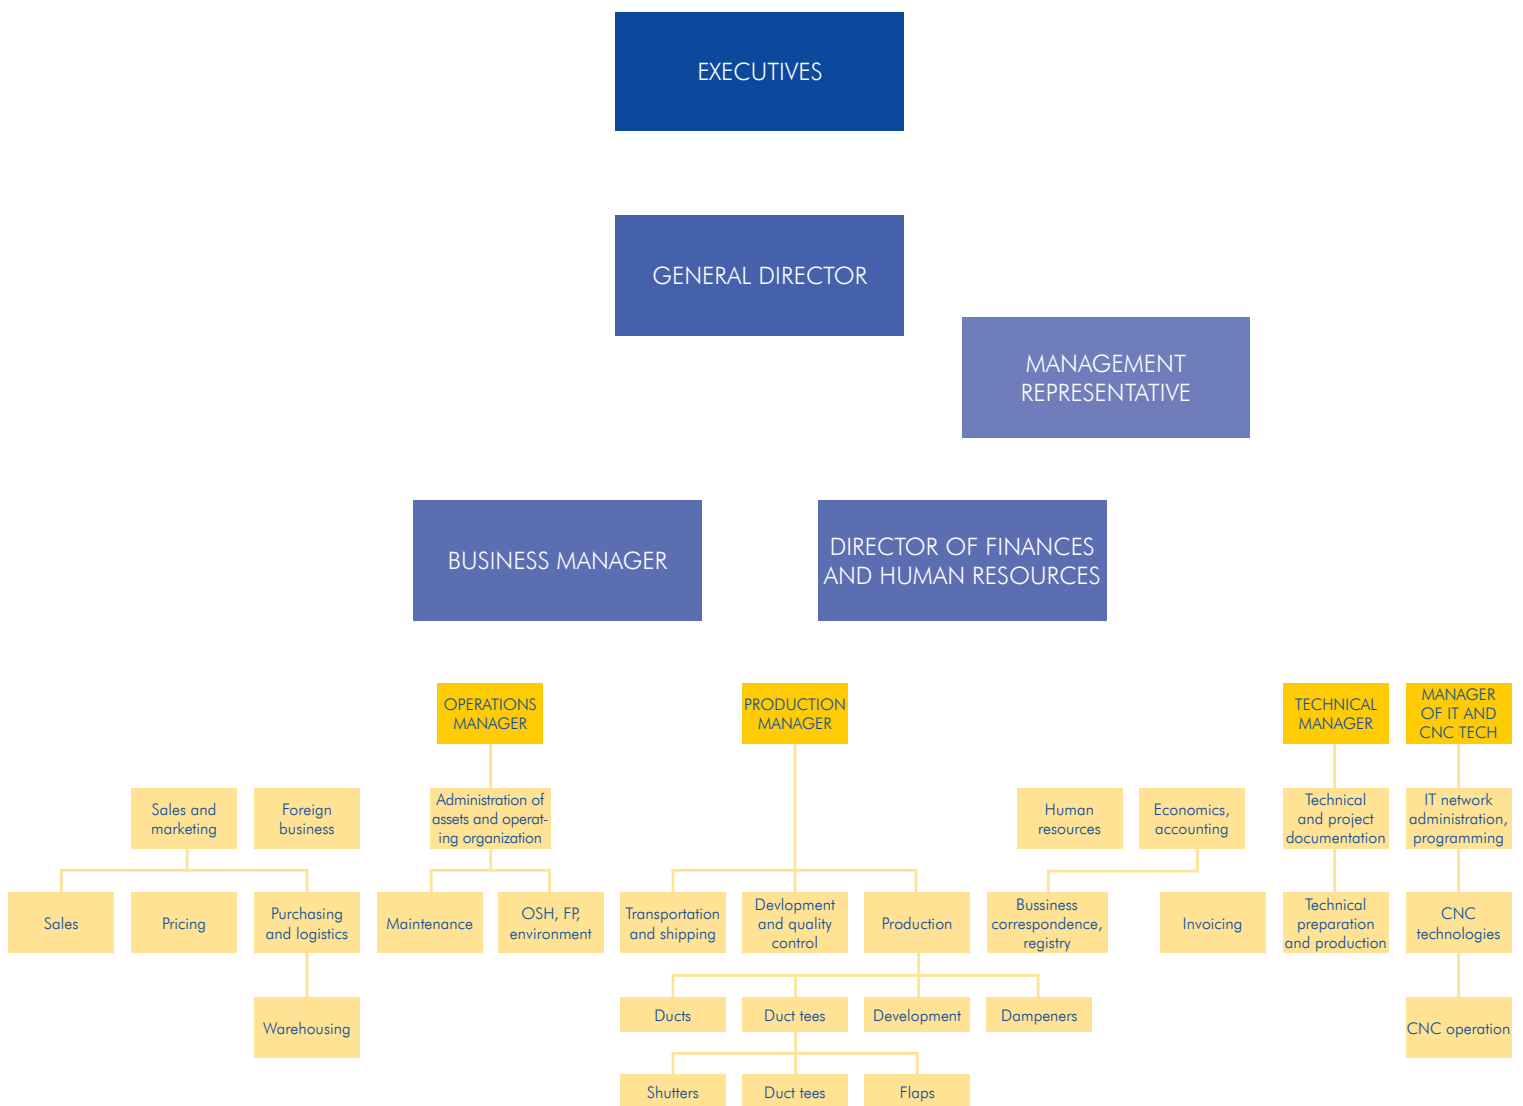 EXECUTIVES
GENERAL DIRECTOR
MANAGEMENT
REPRESENTATIVE
BUSINESS MANAGER
DIRECTOR OF FINANCES
AND HUMAN RESOURCES
OPERATIONS
MANAGER
PRODUCTION
MANAGER
TECHNICAL
MANAGER
MANAGER
OF IT AND
CNC TECH
Sales and
marketing
Foreign
business
Administration of
assets and operat-
ing organization
Human
resources
Economics,
accounting
Technical
and project
documentation
IT network
administration,
programming
Sales
Pricing
Purchasing
and logistics
Maintenance
OSH, FP,
environment
Transportation
and shipping
Devlopment
and quality
control
Production
Bussiness
correspondence,
registry
Invoicing
Technical
preparation
and production
CNC
technologies
Warehousing
Ducts
Duct tees
Development
Dampeners
CNC operation
Shutters
Duct tees
Flaps